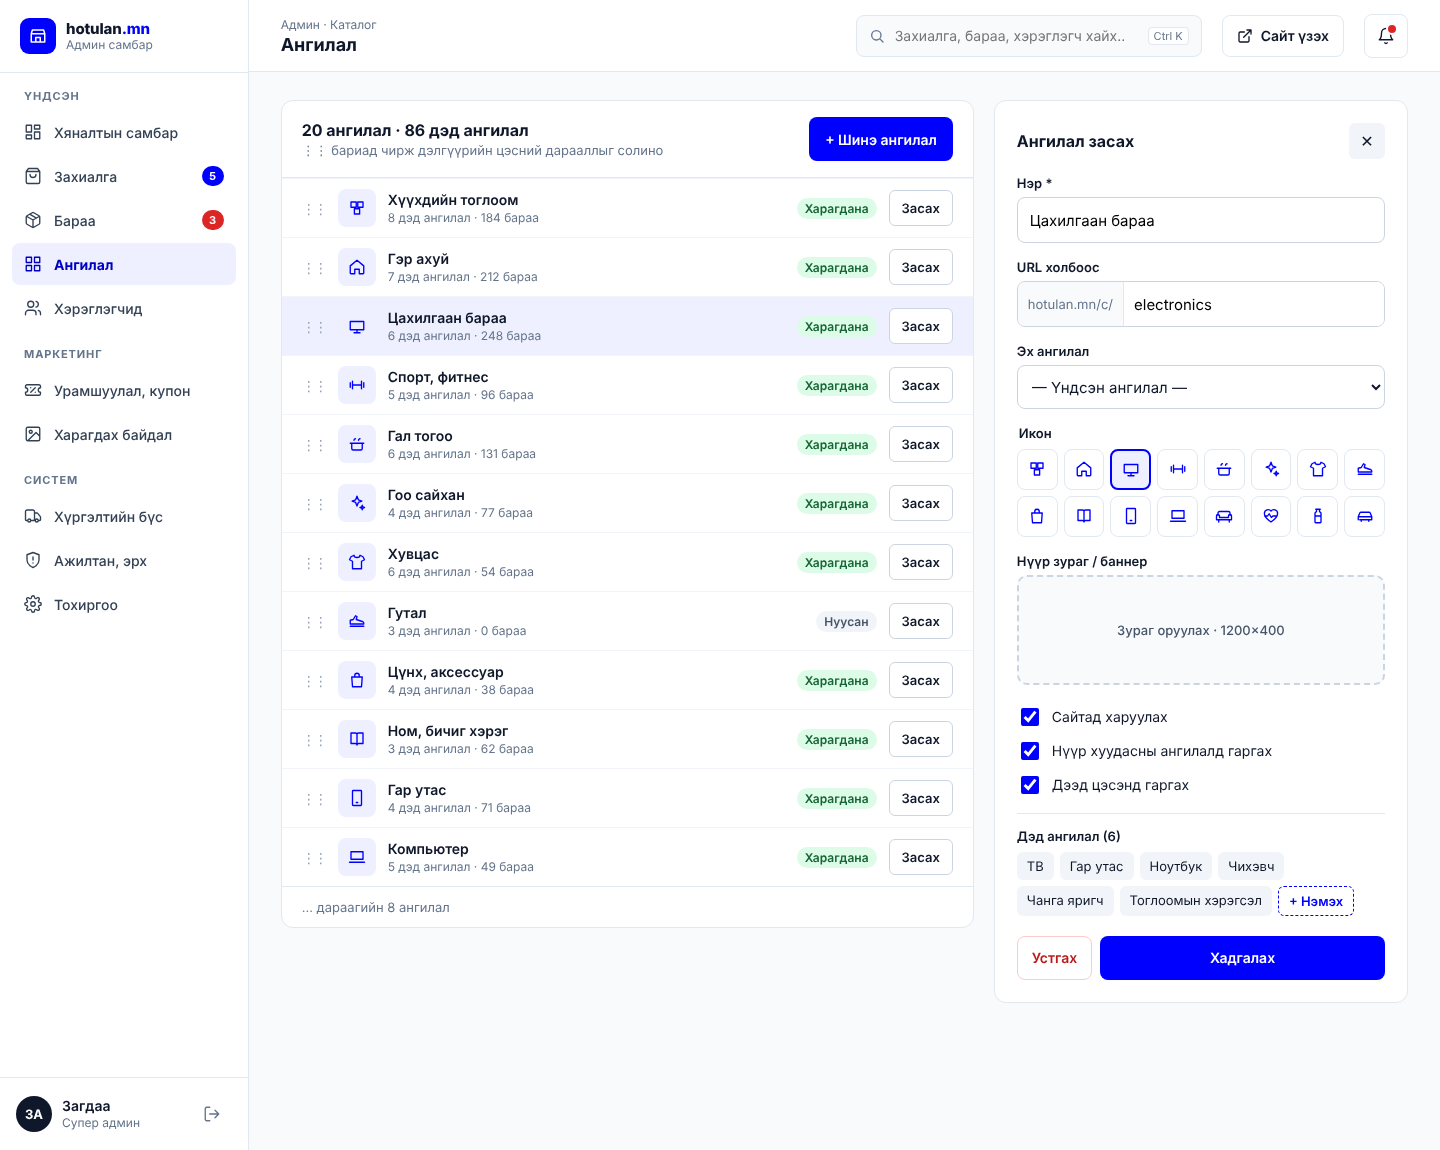 hotulan.mn
Админ самбар
ҮНДСЭН
Хяналтын самбар
Захиалга 5
Бараа 3
Ангилал
Хэрэглэгчид
МАРКЕТИНГ
Урамшуулал, купон
Харагдах байдал
СИСТЕМ
Хүргэлтийн бүс
Ажилтан, эрх
Тохиргоо
ЗА
Загдаа
Супер админ
Админ · Каталог
Ангилал
Захиалга, бараа, хэрэглэгч хайх.. Ctrl K
Сайт үзэх
20 ангилал · 86 дэд ангилал
⋮⋮ бариад чирж дэлгүүрийн цэсний дарааллыг солино
+ Шинэ ангилал
Хүүхдийн тоглоом
8 дэд ангилал · 184 бараа
Харагдана Засах
Гэр ахуй
7 дэд ангилал · 212 бараа
Харагдана Засах
Цахилгаан бараа
6 дэд ангилал · 248 бараа
Харагдана Засах
Спорт, фитнес
5 дэд ангилал · 96 бараа
Харагдана Засах
Гал тогоо
6 дэд ангилал · 131 бараа
Харагдана Засах
Гоо сайхан
4 дэд ангилал · 77 бараа
Харагдана Засах
Хувцас
6 дэд ангилал · 54 бараа
Харагдана Засах
Гутал
3 дэд ангилал · 0 бараа
Нуусан Засах
Цүнх, аксессуар
4 дэд ангилал · 38 бараа
Харагдана Засах
Ном, бичиг хэрэг
3 дэд ангилал · 62 бараа
Харагдана Засах
Гар утас
4 дэд ангилал · 71 бараа
Харагдана Засах
Компьютер
5 дэд ангилал · 49 бараа
Харагдана Засах
... дараагийн 8 ангилал
Ангилал засах ✕
Нэр *
Цахилгаан бараа
URL холбоос
hotulan.mn/c/ electronics
Эх ангилал
— Үндсэн ангилал —
Икон
Нүүр зураг / баннер
Зураг оруулах · 1200×400
Сайтад харуулах
Нүүр хуудасны ангилалд гаргах
Дээд цэсэнд гаргах
Дэд ангилал (6)
ТВ Гар утас Ноутбук Чихэвч
Чанга яригч Тоглоомын хэрэгсэл + Нэмэх
Устгах Хадгалах